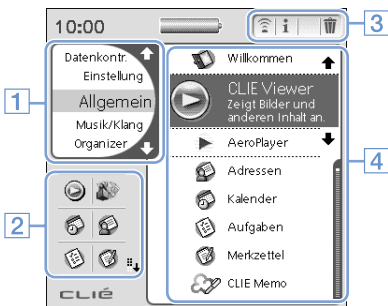 10:00
i
3
Datenkontr.
Einstellung
Allgemein
Musik/Klang
Organizer
1
2
Willkommen
CLIE Viewer
Zeigt Bilder und
anderen Inhalt an.
AeroPlayer
Adressen
Kalender
Aufgaben
Merkzettel
CLIE Memo
4
CLIÉ